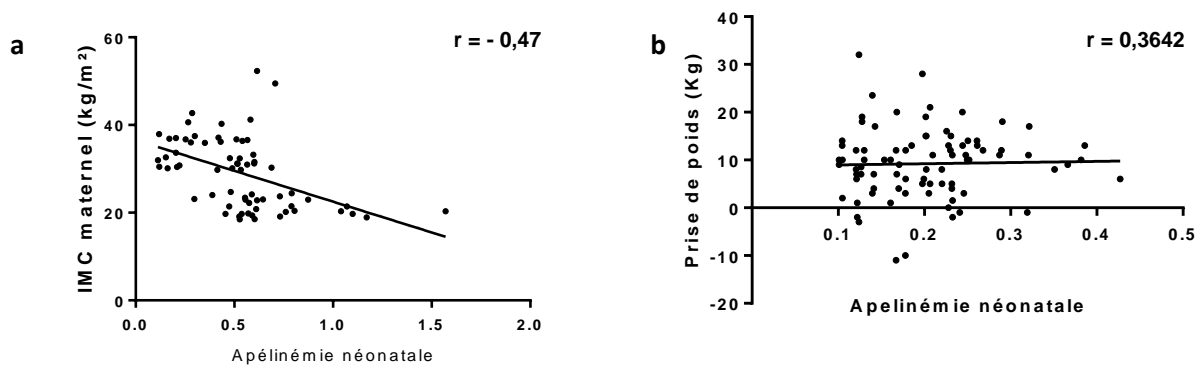 a
r = - 0,47
IMC maternel (kg/m²)
60
40
20
0
0.0
0.5
1.0
1.5
2.0
Apélinémie néonatale
b
r = 0,3642
Prise de poids (Kg)
40
30
20
10
0
-10
-20
0.1
0.2
0.3
0.4
0.5
Apelinémie néonatale